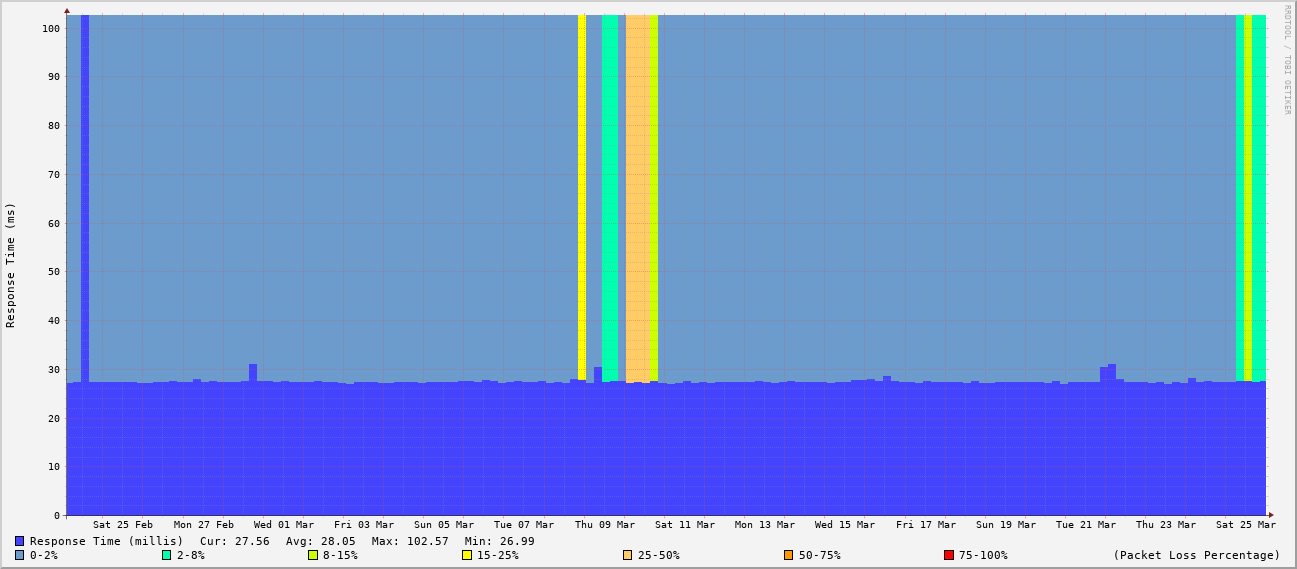 RRDTOOL / TOBI OETIKER
Response Time (ms)
100
90
80
70
60
50
40
30
20
10
0
Sat 25 Feb Mon 27 Feb Wed 01 Mar Fri 03 Mar Sun 05 Mar Tue 07 Mar Thu 09 Mar Sat 11 Mar Mon 13 Mar Wed 15 Mar Fri 17 Mar Sun 19 Mar Tue 21 Mar Thu 23 Mar Sat 25 Mar
Response Time (millis) Cur: 27.56 Avg: 28.05 Max: 102.57 Min: 26.99
0-2% 2-8% 8-15% 15-25% 25-50% 50-75% 75-100% (Packet Loss Percentage)